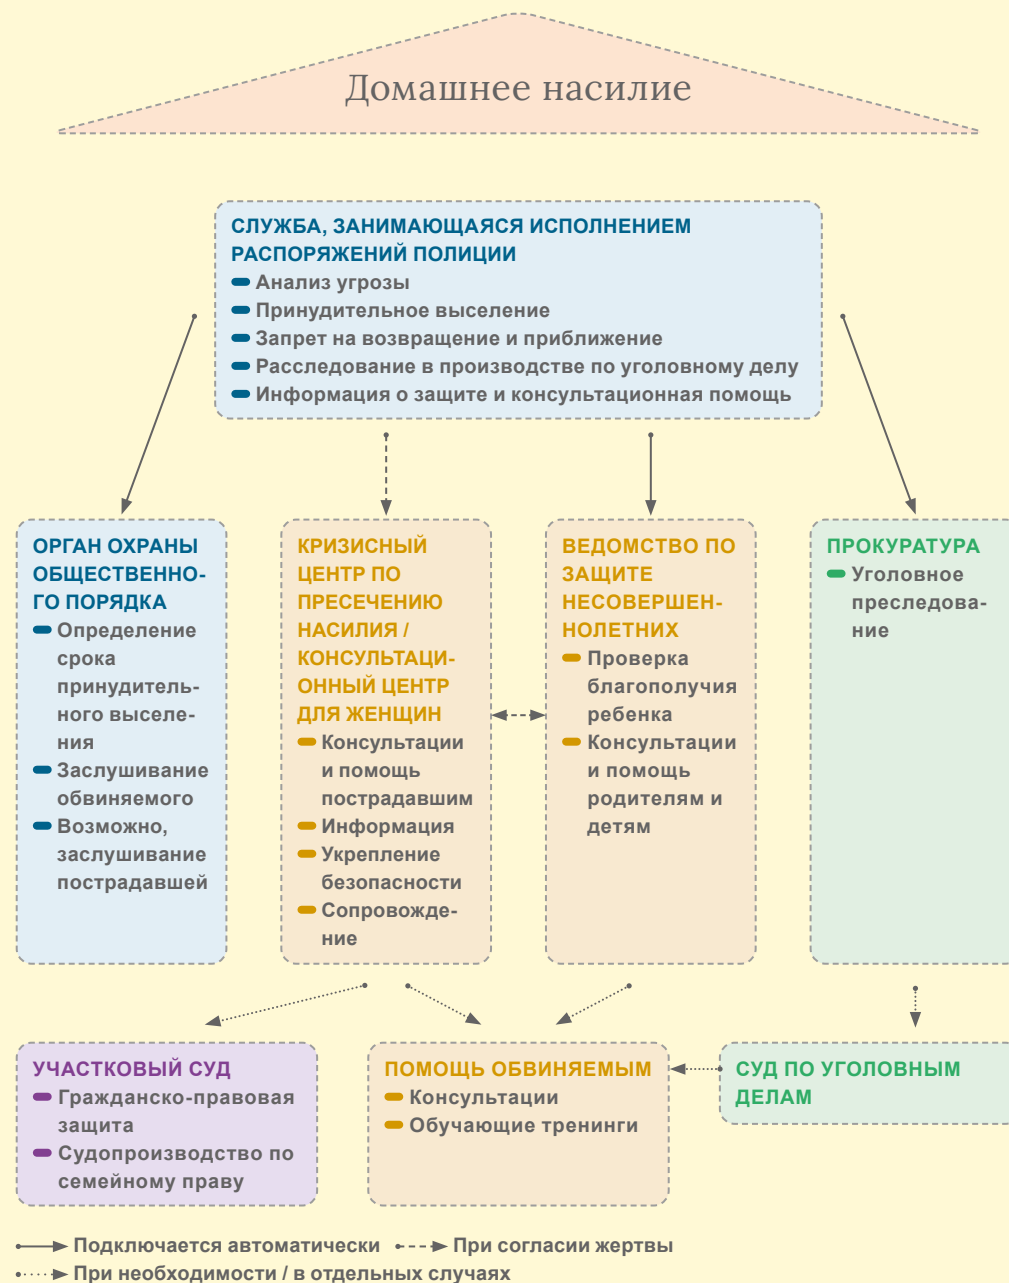 Домашнее насилие
СЛУЖБА, ЗАНИМАЮЩАЯСЯ ИСПОЛНЕНИЕМ
РАСПОРЯЖЕНИЙ ПОЛИЦИИ
Анализ угрозы
Принудительное выселение
Запрет на возвращение и приближение
Расследование в производстве по уголовному делу
Информация о защите и консультационная помощь
ОРГАН ОХРАНЫ
ОБЩЕСТВЕННО-
ГО ПОРЯДКА
Определение
срока
принудитель-
ного выселе-
ния
Заслушивание
обвиняемого
Возможно,
заслушивание
пострадавшей
КРИЗИСНЫЙ
ЦЕНТР ПО
ПРЕСЕЧЕНИЮ
НАСИЛИЯ /
КОНСУЛЬТАЦИ-
ОННЫЙ ЦЕНТР
ДЛЯ ЖЕНЩИН
Консультации
и помощь
пострадавшим
Информация
Укрепление
безопасности
Сопровожде-
ние
ВЕДОМСТВО ПО
ЗАЩИТЕ
НЕСОВЕРШЕН-
НОЛЕТНИХ
Проверка
благополучия
ребенка
Консультации
и помощь
родителям и
детям
ПРОКУРАТУРА
Уголовное
преследова-
ние
УЧАСТКОВЫЙ СУД
Гражданско-правовая
защита
Судопроизводство по
семейному праву
ПОМОЩЬ ОБВИНЯЕМЫМ
Консультации
Обучающие тренинги
СУД ПО УГОЛОВНЫМ
ДЕЛАМ
Подключается автоматически
При согласии жертвы
При необходимости / в отдельных случаях